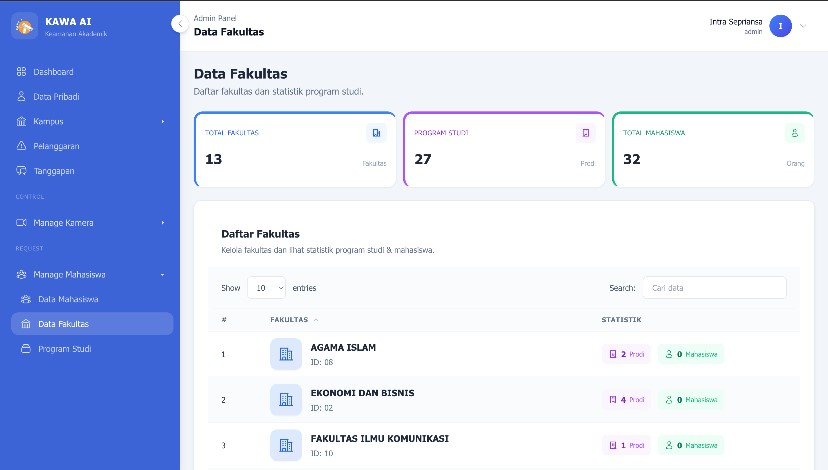 KAWA AI
Keamanan Akademik
Dashboard
Data Pribadi
Kampus
Pelanggaran
Tanggapan
CONTROL
Manage Kamera
REQUEST
Manage Mahasiswa
Data Mahasiswa
Data Fakultas
Program Studi
Admin Panel
Data Fakultas
Intra Sepriansa
admin
I
Data Fakultas
Daftar fakultas dan statistik program studi.
TOTAL FAKULTAS
13
Fakultas
PROGRAM STUDI
27
Prodi
TOTAL MAHASISWA
32
Orang
Daftar Fakultas
Kelola fakultas dan lihat statistik program studi & mahasiswa.
Show 10 entries
Search: Cari data
# FAKULTAS STATISTIK
1 AGAMA ISLAM 2 Prodi 0 Mahasiswa
ID: 08
2 EKONOMI DAN BISNIS 4 Prodi 0 Mahasiswa
ID: 02
3 FAKULTAS ILMU KOMUNIKASI 1 Prodi 0 Mahasiswa
ID: 10